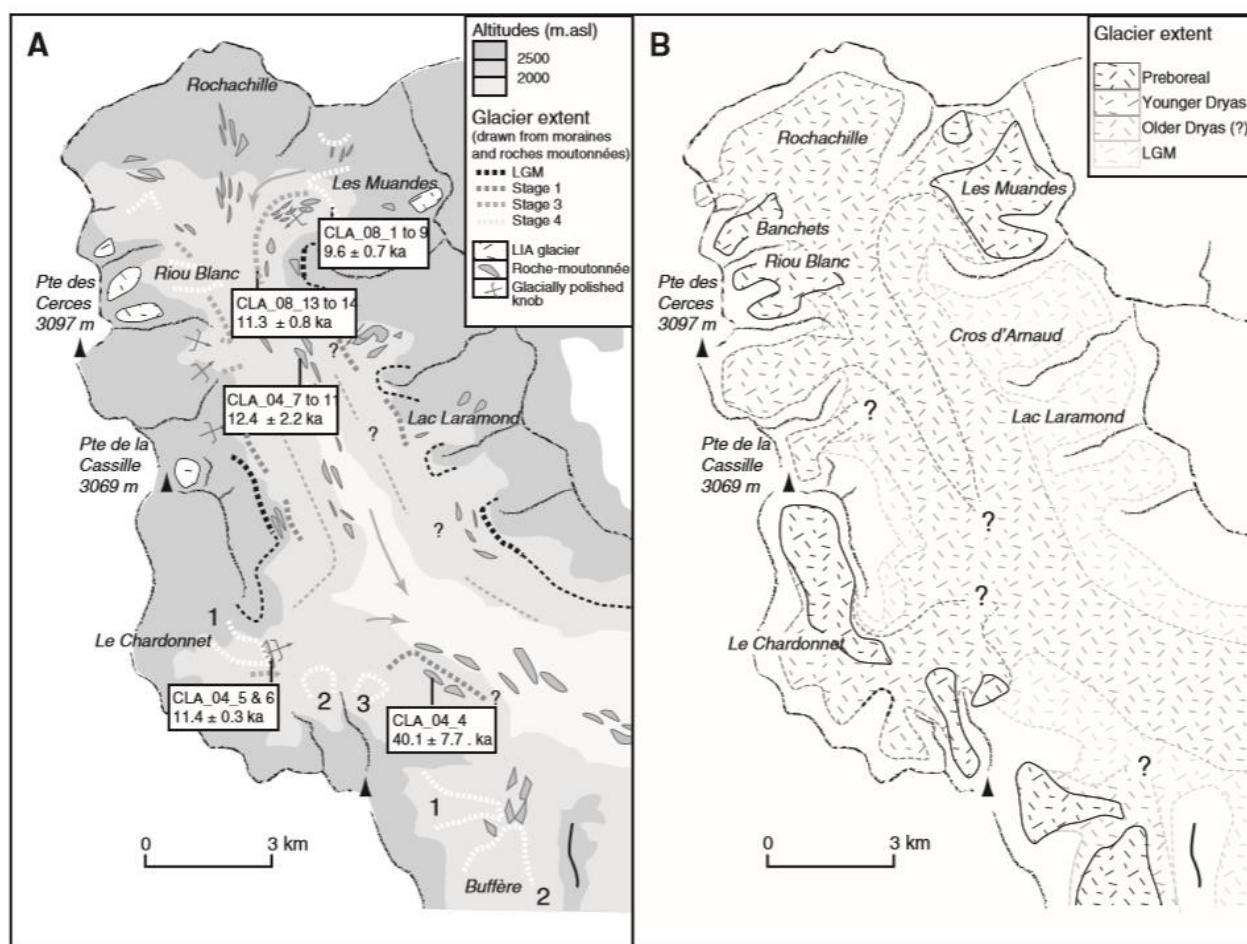 A
Altitudes (m.asl)
2500
2000
Glacier extent
(drawn from moraines
and roches moutonnées)
LGM
Stage 1
Stage 3
Stage 4
LIA glacier
Roche-moutonnée
Glacially polished
knob
Rochachille
Les Muandes
CLA_08_1 to 9
9.6 ± 0.7 ka
Riou Blanc
Pte des
Cerces
3097 m
CLA_08_13 to 14
11.3 ± 0.8 ka
?
CLA_04_7 to 11
12.4 ± 2.2 ka
Lac Laramond
?
Pte de la
Cassille
3069 m
?
1
Le Chardonnet
CLA_04_5 & 6
11.4 ± 0.3 ka
2
3
?
CLA_04_4
40.1 ± 7.7 . ka
1
Buffère
2
0
3 km
B
Glacier extent
Preboreal
Younger Dryas
Older Dryas (?)
LGM
Rochachille
Les Muandes
Banchets
Riou Blanc
Pte des
Cerces
3097 m
Cros d'Arnaud
?
Lac Laramond
Pte de la
Cassille
3069 m
?
?
Le Chardonnet
?
0
3 km